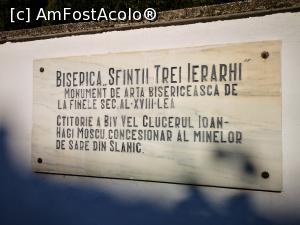 [c] AmFostAcolo®
BISERICA „SFINTII TREI IERARHI
MONUMENT DE ARTA BISERICEASCA DE
LA FINELE SEC. AL-XVIII-LEA
CTITORIE A BIV VEL CLUCERUL IOAN-
HAGI MOSCU, CONCESIONAR AL MINELOR
DE SARE DIN SLANIC.